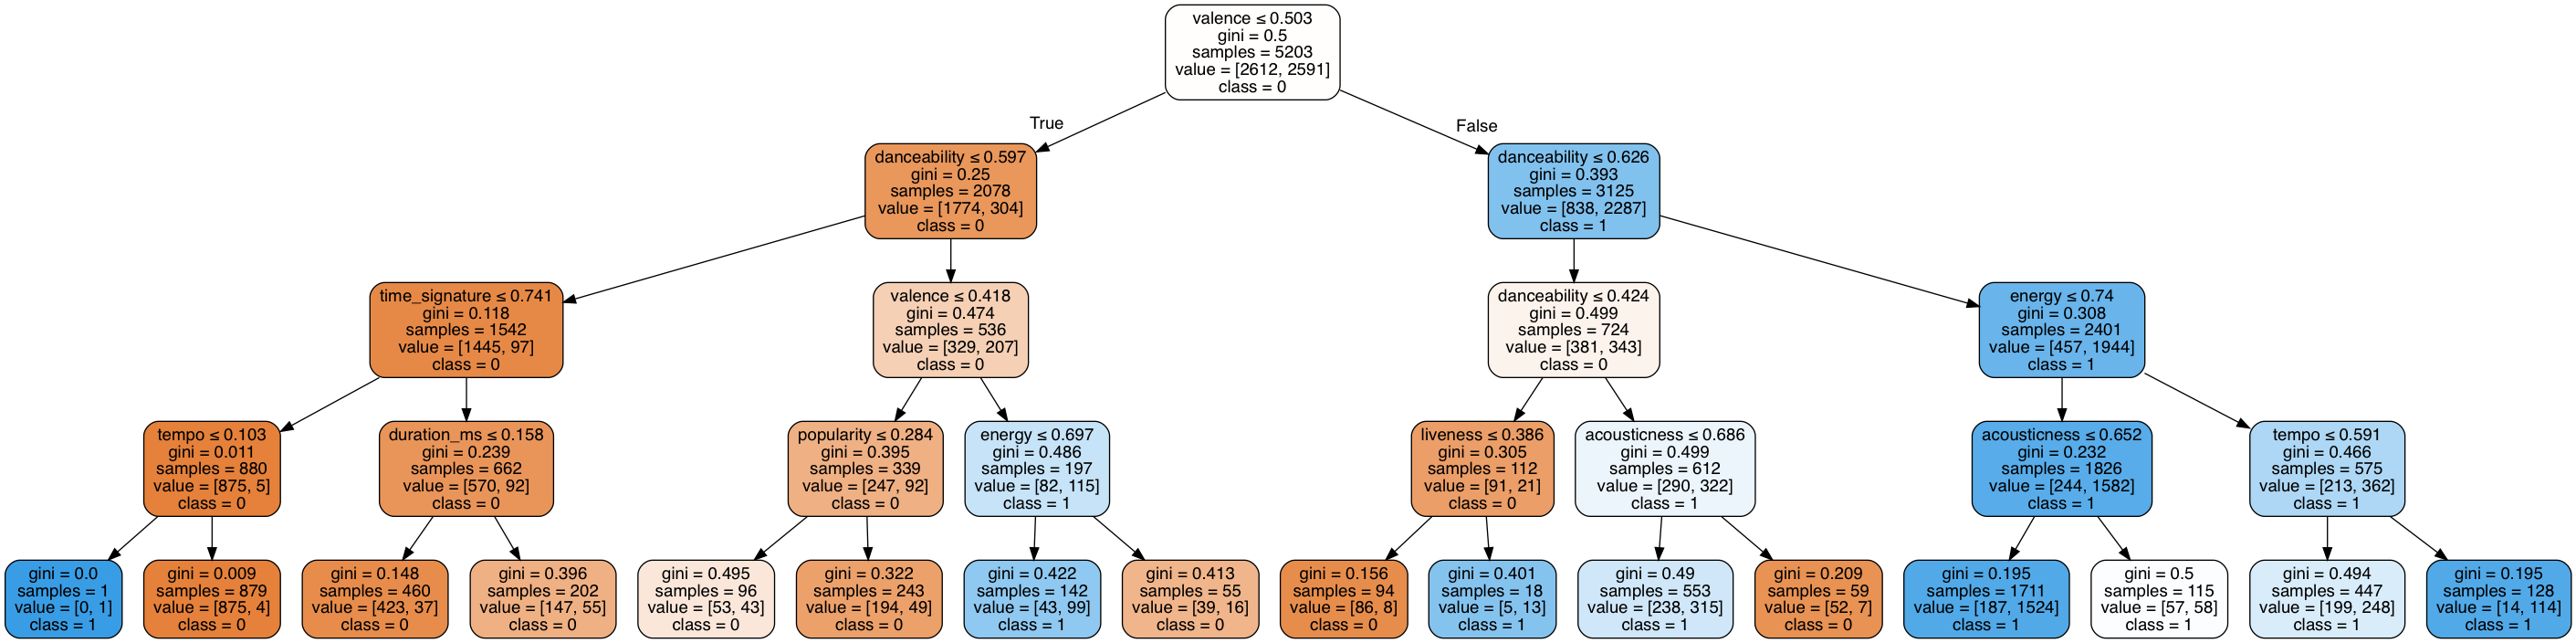 valence ≤ 0.503
gini = 0.5
samples = 5203
value = [2612, 2591]
class = 0
True
False
danceability ≤ 0.597
gini = 0.25
samples = 2078
value = [1774, 304]
class = 0
danceability ≤ 0.626
gini = 0.393
samples = 3125
value = [838, 2287]
class = 1
time_signature ≤ 0.741
gini = 0.118
samples = 1542
value = [1445, 97]
class = 0
valence ≤ 0.418
gini = 0.474
samples = 536
value = [329, 207]
class = 0
danceability ≤ 0.424
gini = 0.499
samples = 724
value = [381, 343]
class = 0
energy ≤ 0.74
gini = 0.308
samples = 2401
value = [457, 1944]
class = 1
tempo ≤ 0.103
gini = 0.011
samples = 880
value = [875, 5]
class = 0
duration_ms ≤ 0.158
gini = 0.239
samples = 662
value = [570, 92]
class = 0
popularity ≤ 0.284
gini = 0.395
samples = 339
value = [247, 92]
class = 0
energy ≤ 0.697
gini = 0.486
samples = 197
value = [82, 115]
class = 1
liveness ≤ 0.386
gini = 0.305
samples = 112
value = [91, 21]
class = 0
acousticness ≤ 0.686
gini = 0.499
samples = 612
value = [290, 322]
class = 1
acousticness ≤ 0.652
gini = 0.232
samples = 1826
value = [244, 1582]
class = 1
tempo ≤ 0.591
gini = 0.466
samples = 575
value = [213, 362]
class = 1
gini = 0.0
samples = 1
value = [0, 1]
class = 1
gini = 0.009
samples = 879
value = [875, 4]
class = 0
gini = 0.148
samples = 460
value = [423, 37]
class = 0
gini = 0.396
samples = 202
value = [147, 55]
class = 0
gini = 0.495
samples = 96
value = [53, 43]
class = 0
gini = 0.322
samples = 243
value = [194, 49]
class = 0
gini = 0.422
samples = 142
value = [43, 99]
class = 1
gini = 0.413
samples = 55
value = [39, 16]
class = 0
gini = 0.156
samples = 94
value = [86, 8]
class = 0
gini = 0.401
samples = 18
value = [5, 13]
class = 1
gini = 0.49
samples = 553
value = [238, 315]
class = 1
gini = 0.209
samples = 59
value = [52, 7]
class = 0
gini = 0.195
samples = 1711
value = [187, 1524]
class = 1
gini = 0.5
samples = 115
value = [57, 58]
class = 1
gini = 0.494
samples = 447
value = [199, 248]
class = 1
gini = 0.195
samples = 128
value = [14, 114]
class = 1